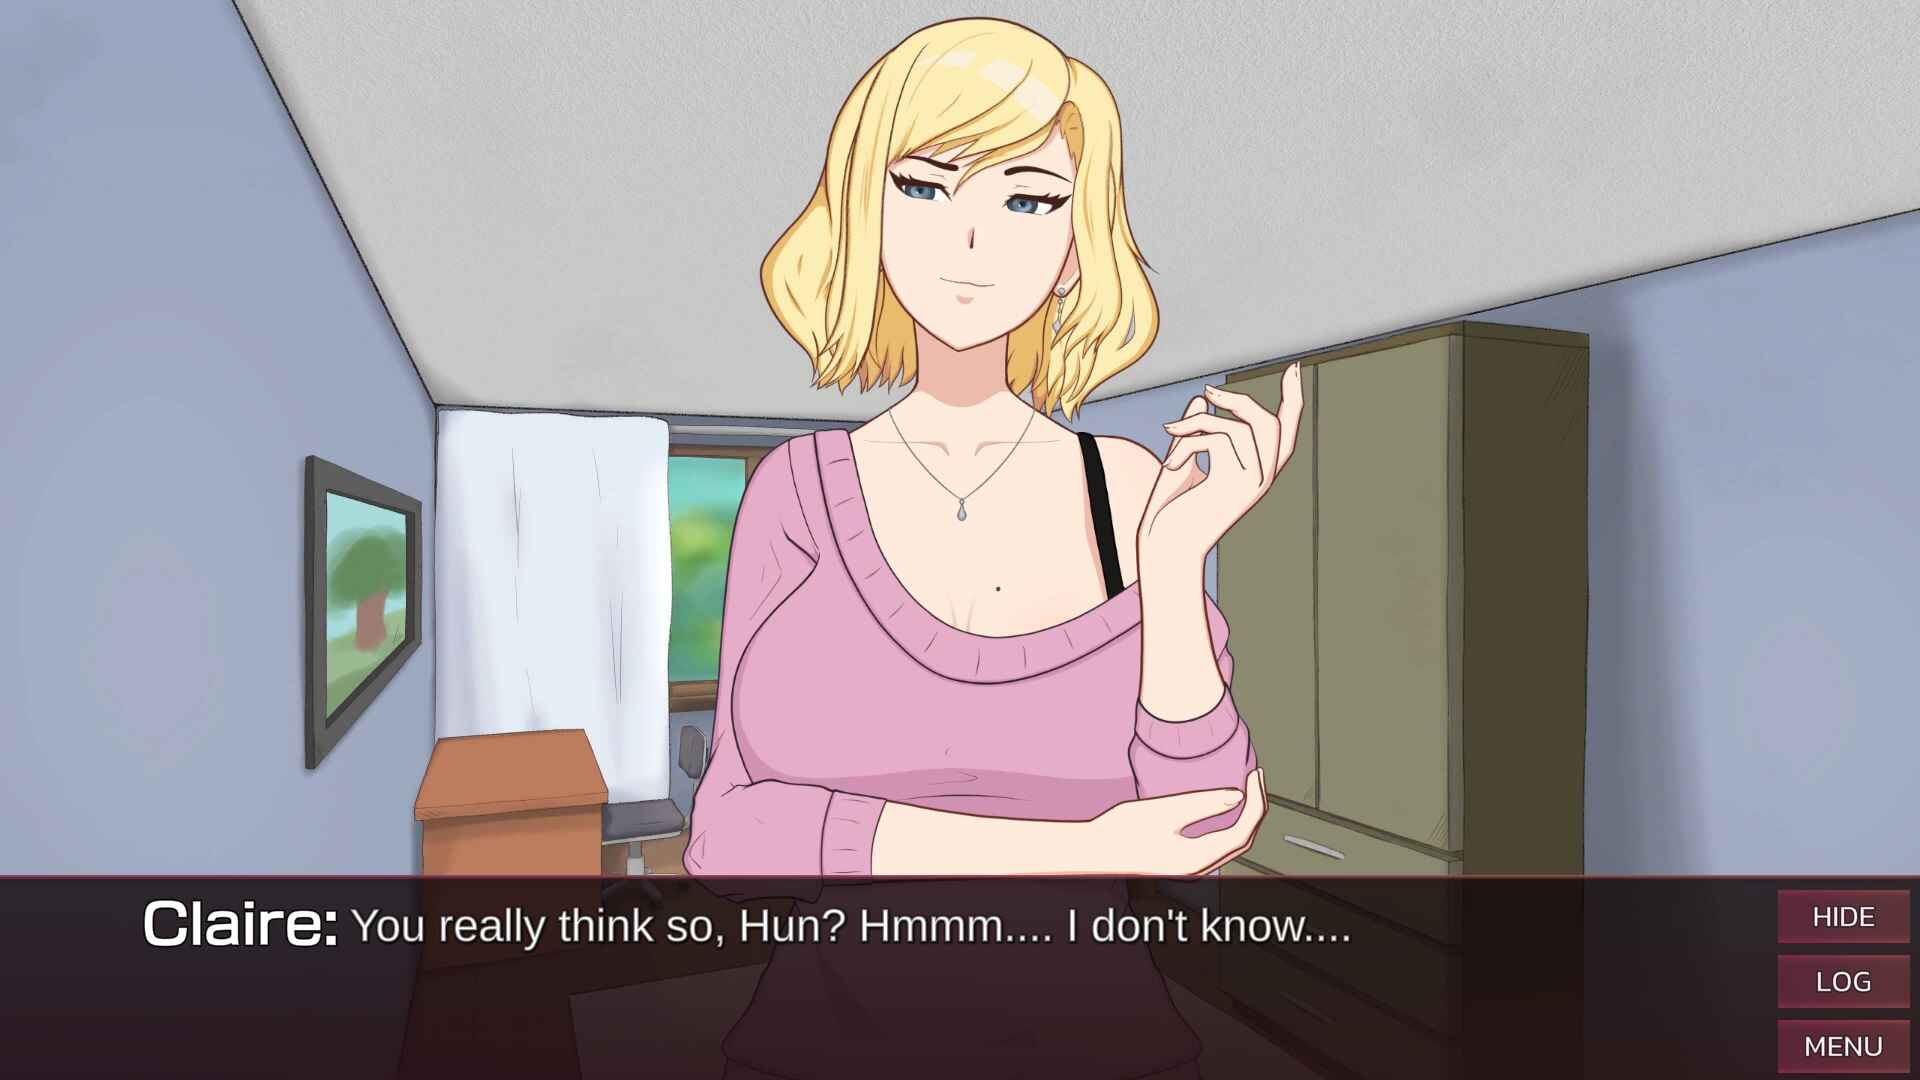 Claire: You really think so, Hun? Hmmm.... I don't know....
HIDE
LOG
MENU